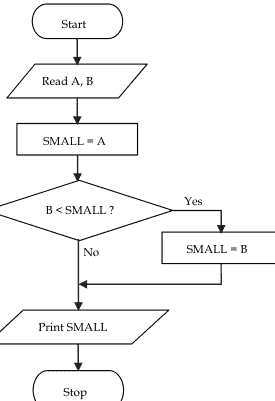 Start
Read A, B
SMALL = A
B < SMALL ?
Yes
No
SMALL = B
Print SMALL
Stop